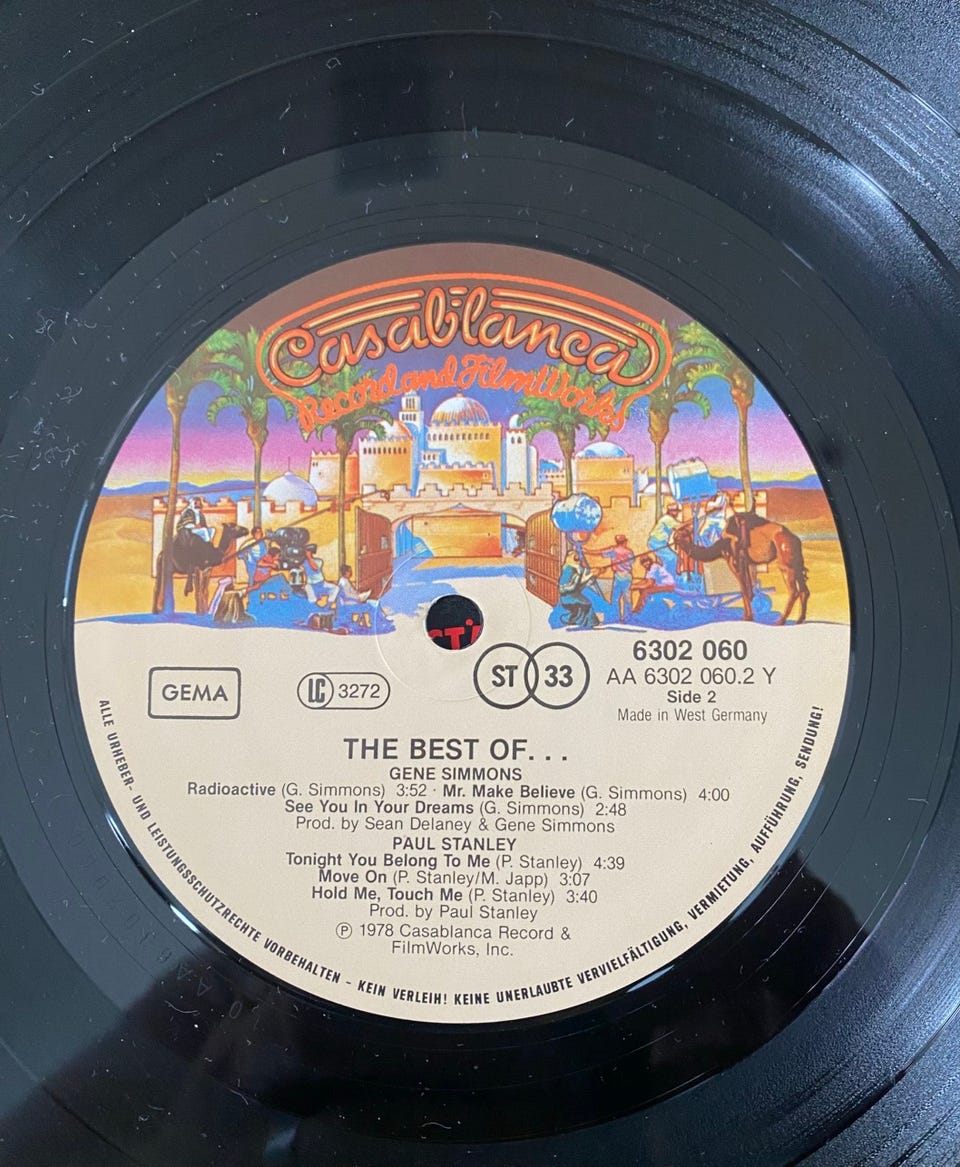 Casablanca
Record and FilmWorks
STI
GEMA
LC 3272
ST 33
6302 060
AA 6302 060.2 Y
Side 2
Made in West Germany
THE BEST OF. . .
GENE SIMMONS
Radioactive (G. Simmons) 3:52 · Mr. Make Believe (G. Simmons) 4:00
See You In Your Dreams (G. Simmons) 2:48
Prod. by Sean Delaney & Gene Simmons
PAUL STANLEY
Tonight You Belong To Me (P. Stanley) 4:39
Move On (P. Stanley/M. Japp) 3:07
Hold Me, Touch Me (P. Stanley) 3:40
Prod. by Paul Stanley
℗ 1978 Casablanca Record &
FilmWorks, Inc.
ALLE URHEBER- UND LEISTUNGSSCHUTZRECHTE VORBEHALTEN - KEIN VERLEIH! KEINE UNERLAUBTE VERVIELFÄLTIGUNG, VERMIETUNG, AUFFÜHRUNG, SENDUNG!